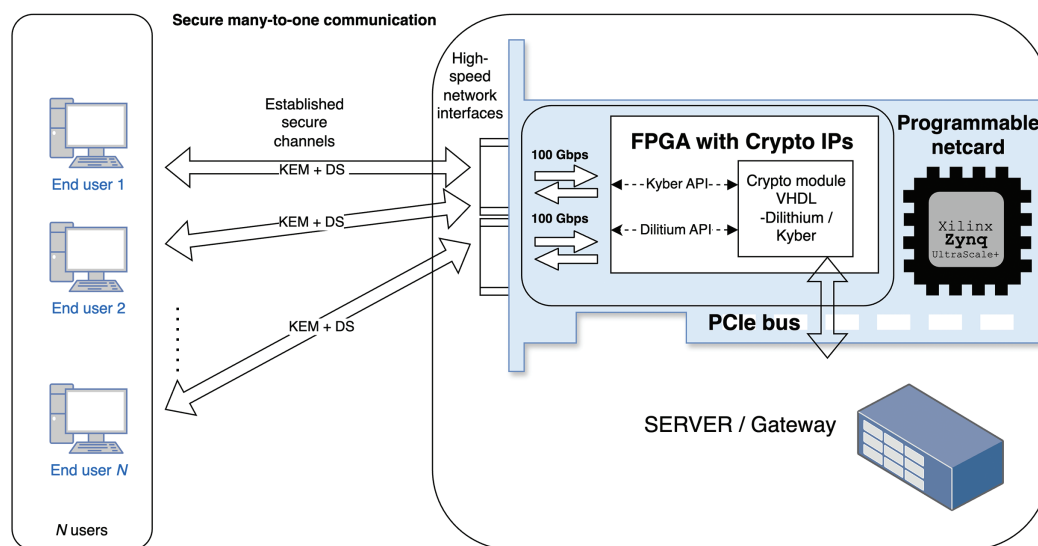 Secure many-to-one communication
End user 1
End user 2
End user N
N users
Established
secure
channels
KEM + DS
KEM + DS
KEM + DS
High-
speed
network
interfaces
100 Gbps
100 Gbps
FPGA with Crypto IPs
Kyber API
Dilitium API
Crypto module
VHDL
-Dilithium /
Kyber
Programmable
netcard
Xilinx
Zynq
UltraScale+
PCIe bus
SERVER / Gateway